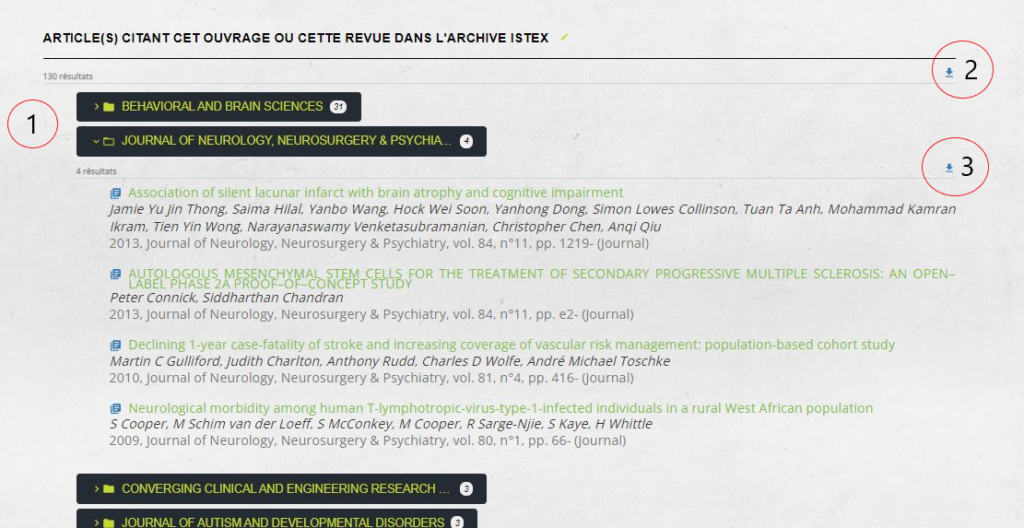 ARTICLE(S) CITANT CET OUVRAGE OU CETTE REVUE DANS L'ARCHIVE ISTEX
130 résultats
2
1
BEHAVIORAL AND BRAIN SCIENCES 31
JOURNAL OF NEUROLOGY, NEUROSURGERY & PSYCHIA... 4
4 résultats
3
Association of silent lacunar infarct with brain atrophy and cognitive impairment
Jamie Yu Jin Thong, Saima Hilal, Yanbo Wang, Hock Wei Soon, Yanhong Dong, Simon Lowes Collinson, Tuan Ta Anh, Mohammad Kamran
Ikram, Tien Yin Wong, Narayanaswamy Venketasubramanian, Christopher Chen, Anqi Qiu
2013, Journal of Neurology, Neurosurgery & Psychiatry, vol. 84, n°11, pp. 1219- (Journal)
AUTOLOGOUS MESENCHYMAL STEM CELLS FOR THE TREATMENT OF SECONDARY PROGRESSIVE MULTIPLE SCLEROSIS: AN OPEN–
LABEL PHASE 2A PROOF–OF–CONCEPT STUDY
Peter Connick, Siddharthan Chandran
2013, Journal of Neurology, Neurosurgery & Psychiatry, vol. 84, n°11, pp. e2- (Journal)
Declining 1-year case-fatality of stroke and increasing coverage of vascular risk management: population-based cohort study
Martin C Gulliford, Judith Charlton, Anthony Rudd, Charles D Wolfe, André Michael Toschke
2010, Journal of Neurology, Neurosurgery & Psychiatry, vol. 81, n°4, pp. 416- (Journal)
Neurological morbidity among human T-lymphotropic-virus-type-1-infected individuals in a rural West African population
S Cooper, M Schim van der Loeff, S McConkey, M Cooper, R Sarge-Njie, S Kaye, H Whittle
2009, Journal of Neurology, Neurosurgery & Psychiatry, vol. 80, n°1, pp. 66- (Journal)
CONVERGING CLINICAL AND ENGINEERING RESEARCH ... 3
JOURNAL OF AUTISM AND DEVELOPMENTAL DISORDERS 3